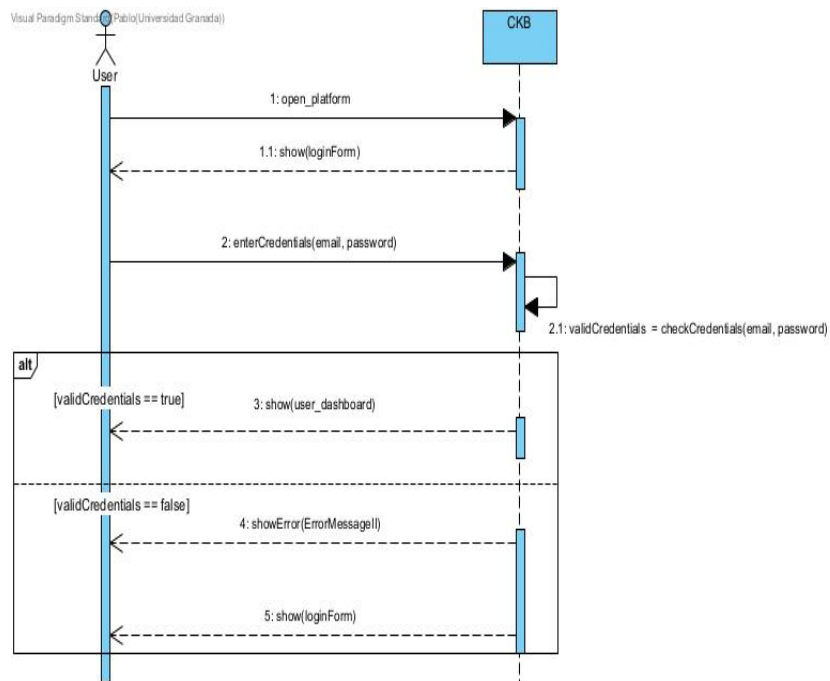 Visual Paradigm Standard(Pablo(Universidad Granada))
CKB
User
1: open_platform
1.1: show(loginForm)
2: enterCredentials(email, password)
2.1: validCredentials = checkCredentials(email, password)
alt
[validCredentials == true]
3: show(user_dashboard)
[validCredentials == false]
4: showError(ErrorMessageII)
5: show(loginForm)